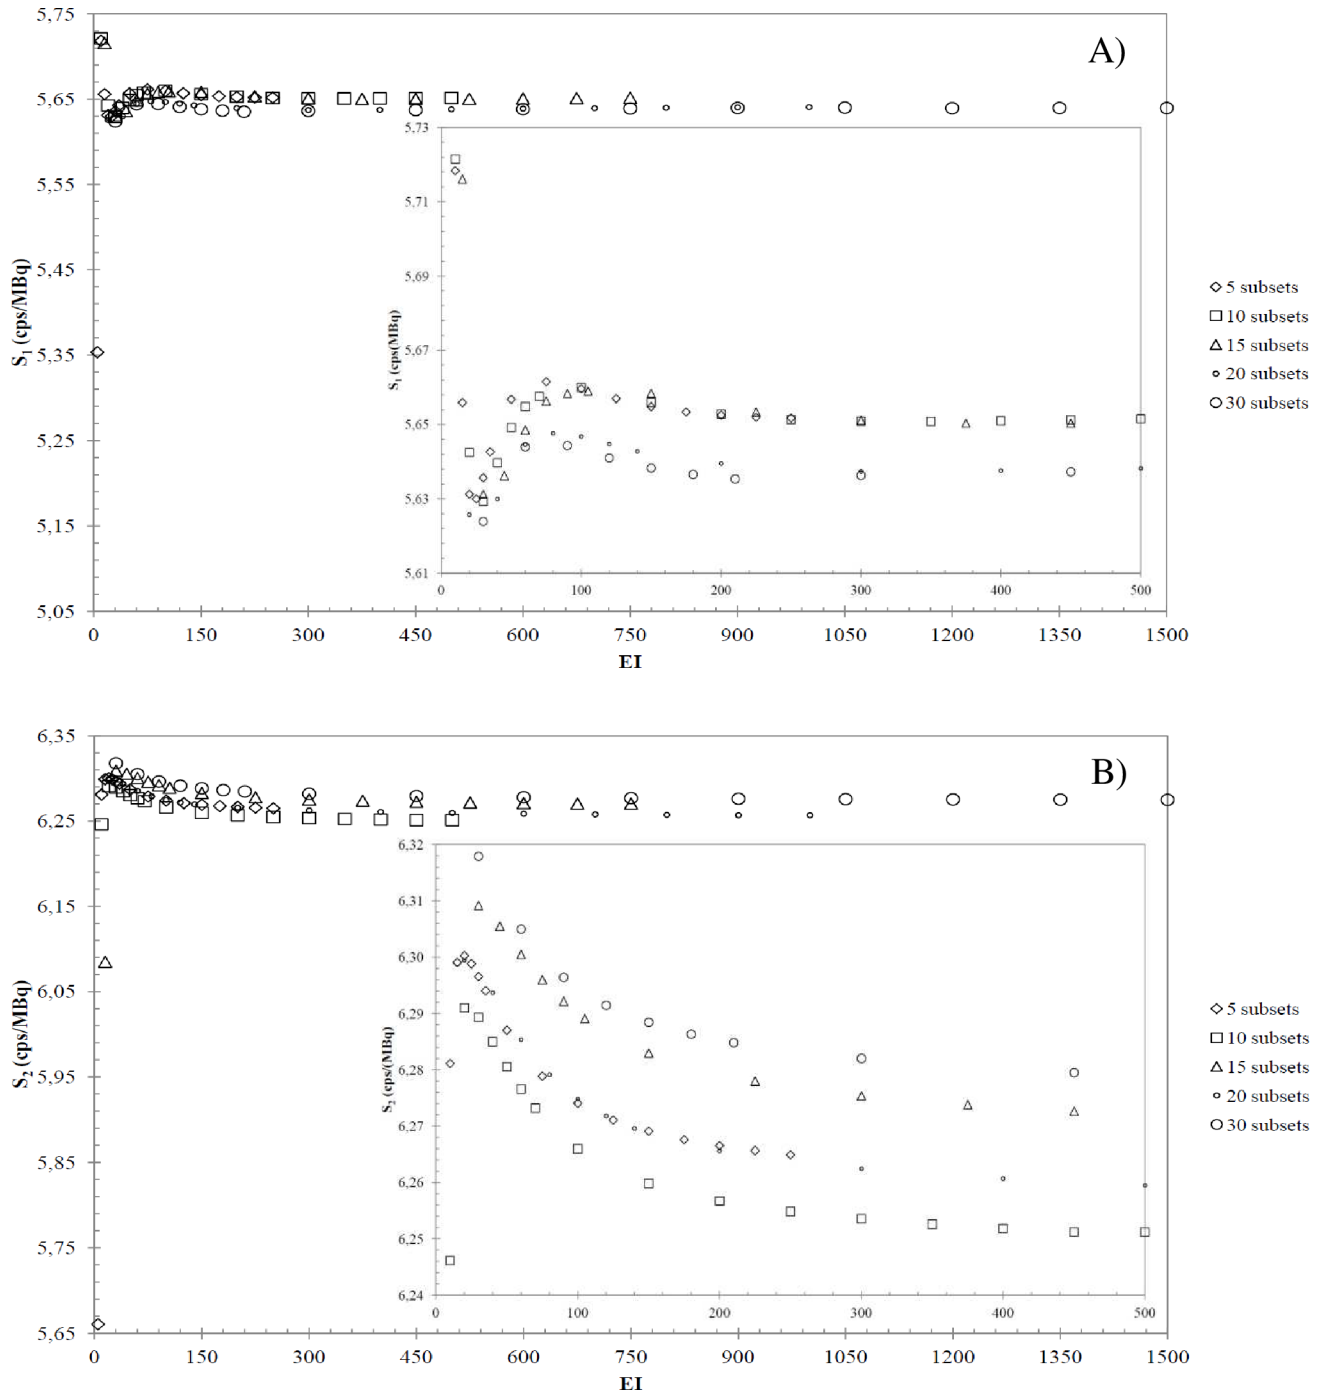 A)
5,75
5,65
5,55
5,45
5,35
5,25
5,15
5,05
S1 (cps/MBq)
0 150 300 450 600 750 900 1050 1200 1350 1500
EI
5,73
5,71
5,69
5,67
5,65
5,63
5,61
S1 (cps(MBq)
0 100 200 300 400 500
5 subsets
10 subsets
15 subsets
20 subsets
30 subsets
B)
6,35
6,25
6,15
6,05
5,95
5,85
5,75
5,65
S2 (cps/MBq)
0 150 300 450 600 750 900 1050 1200 1350 1500
EI
6,32
6,31
6,30
6,29
6,28
6,27
6,26
6,25
6,24
S2 (cps/(MBq)
0 100 200 300 400 500
5 subsets
10 subsets
15 subsets
20 subsets
30 subsets